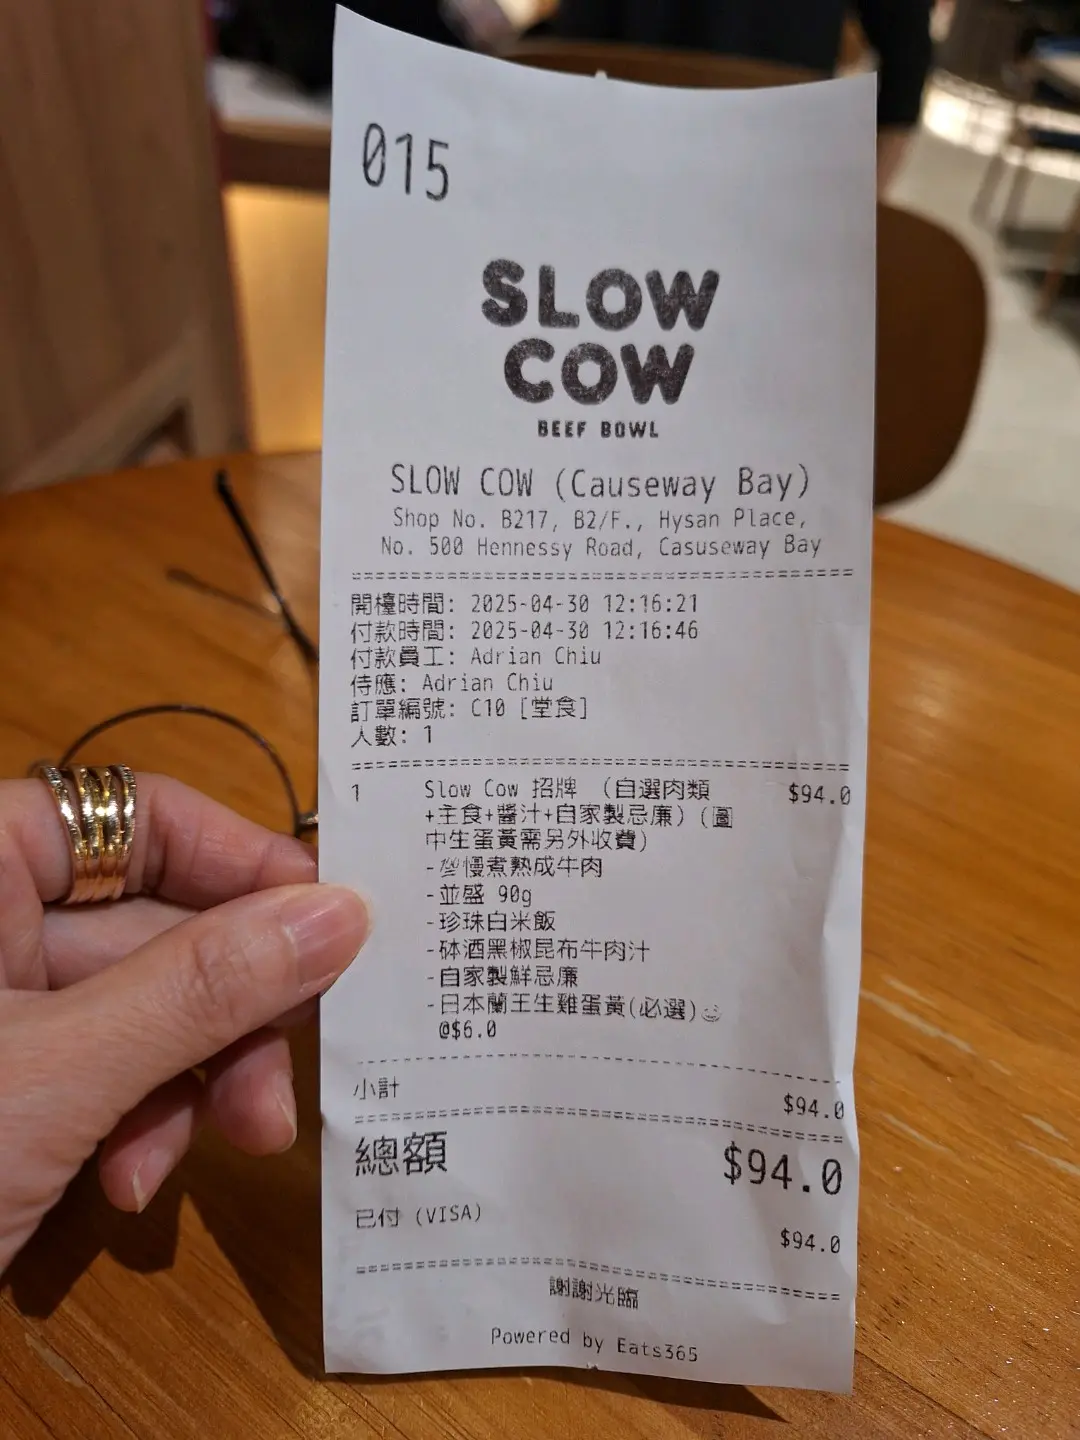 015
SLOW
COW
BEEF BOWL
SLOW COW (Causeway Bay)
Shop No. B217, B2/F., Hysan Place,
No. 500 Hennessy Road, Casuseway Bay
開檯時間: 2025-04-30 12:16:21
付款時間: 2025-04-30 12:16:46
付款員工: Adrian Chiu
侍應: Adrian Chiu
訂單編號: C10 [堂食]
人數: 1
1 Slow Cow 招牌 (自選肉類 $94.0
+主食+醬汁+自家製忌廉) (圖
中生蛋黃需另外收費)
-慢煮熟成牛肉
-並盛 90g
-珍珠白米飯
-砵酒黑椒昆布牛肉汁
-自家製鮮忌廉
-日本蘭王生雞蛋黃(必選)☺
@$6.0
小計 $94.0
總額 $94.0
已付 (VISA) $94.0
謝謝光臨
Powered by Eats365